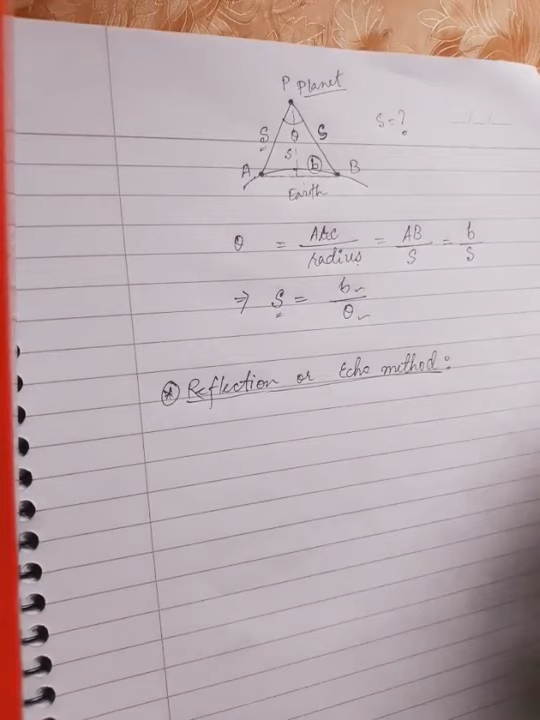 P Planet
S θ S S = ?
S b
A B
Earth
θ = Arc / radius = AB / S = b / S
⇒ S = b / θ
* Reflection or Echo method: